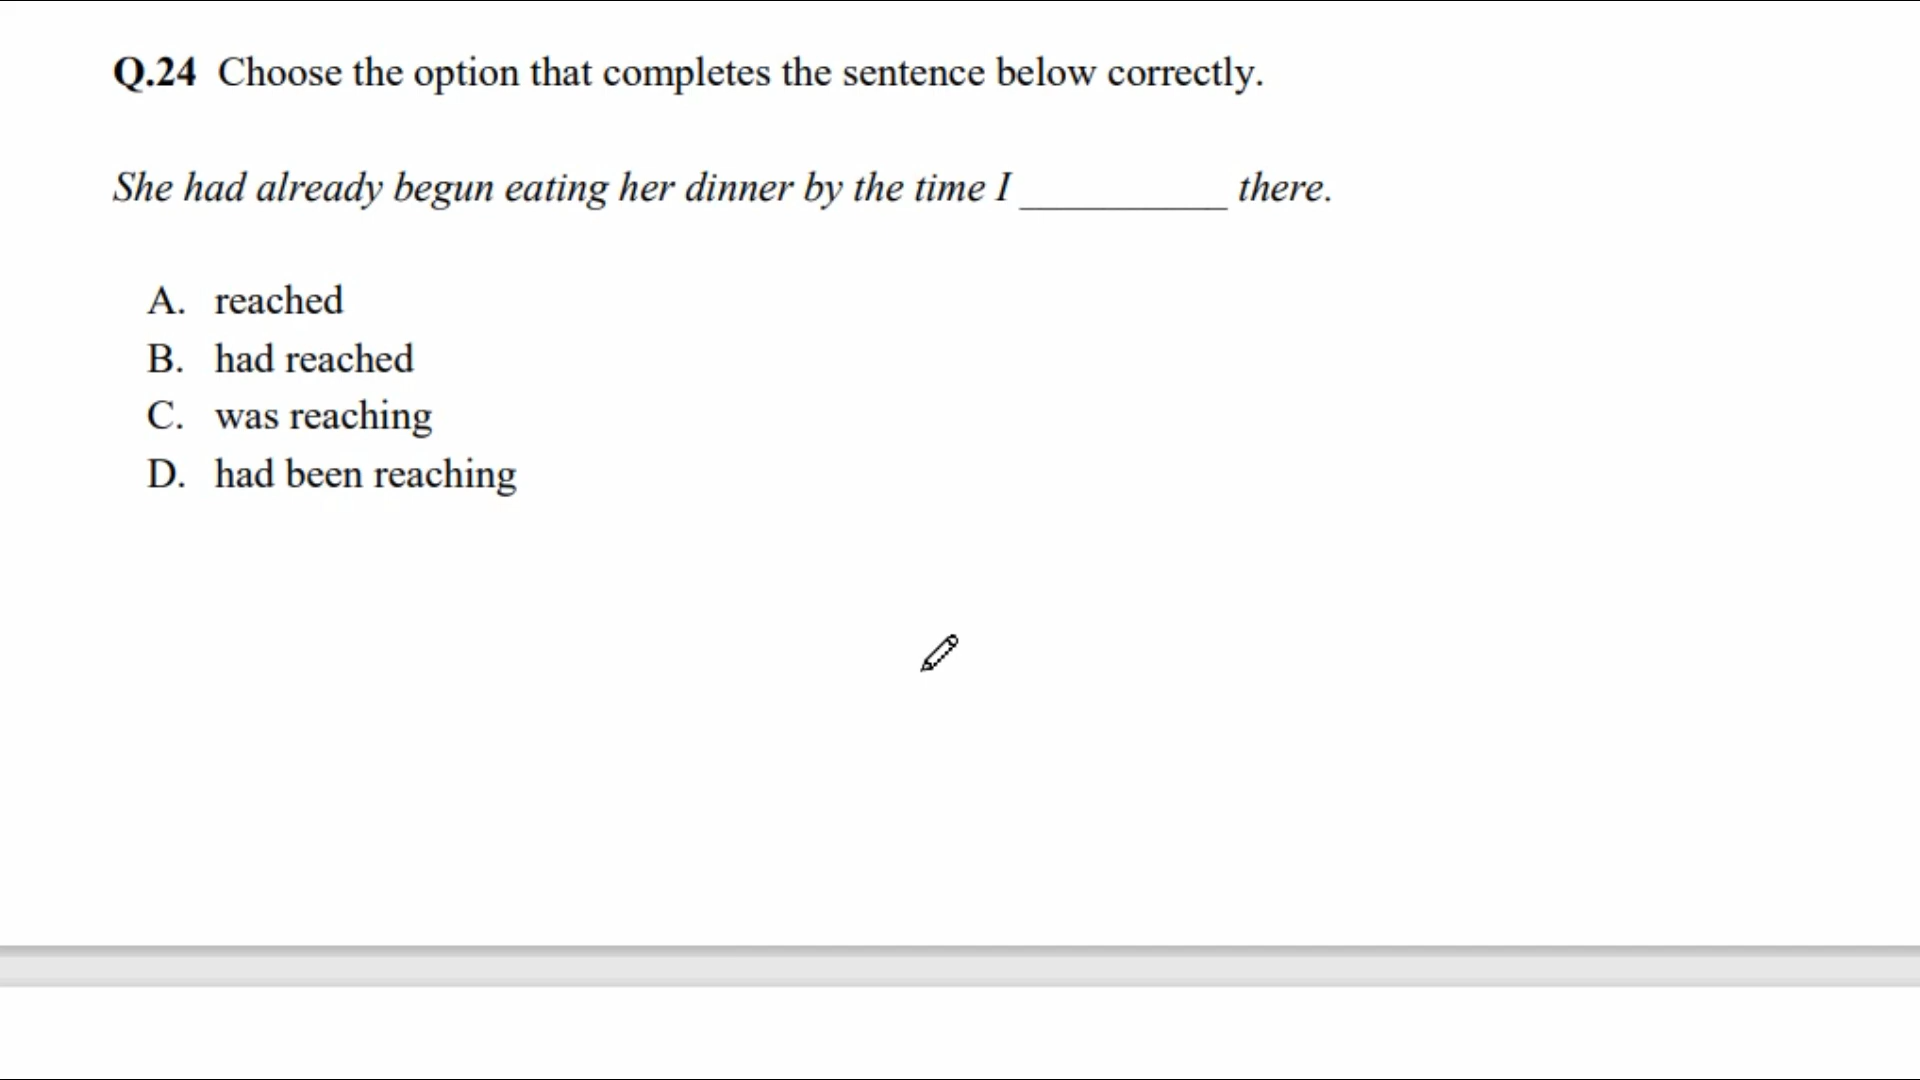 Q.24 Choose the option that completes the sentence below correctly.
She had already begun eating her dinner by the time I __________ there.
A. reached
B. had reached
C. was reaching
D. had been reaching